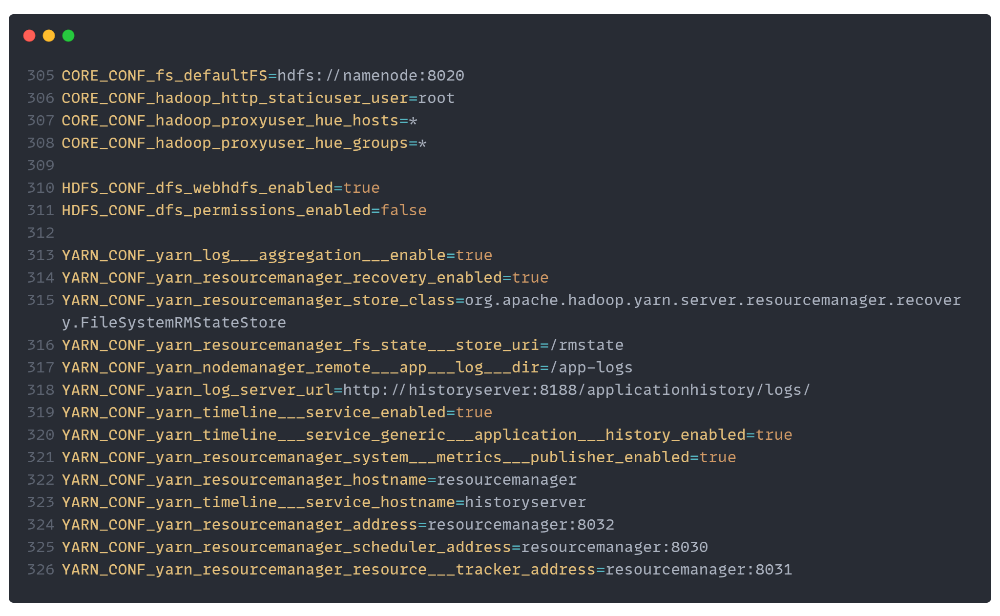 305 CORE_CONF_fs_defaultFS=hdfs://namenode:8020
306 CORE_CONF_hadoop_http_staticuser_user=root
307 CORE_CONF_hadoop_proxyuser_hue_hosts=*
308 CORE_CONF_hadoop_proxyuser_hue_groups=*
309
310 HDFS_CONF_dfs_webhdfs_enabled=true
311 HDFS_CONF_dfs_permissions_enabled=false
312
313 YARN_CONF_yarn_log___aggregation___enable=true
314 YARN_CONF_yarn_resourcemanager_recovery_enabled=true
315 YARN_CONF_yarn_resourcemanager_store_class=org.apache.hadoop.yarn.server.resourcemanager.recover
y.FileSystemRMStateStore
316 YARN_CONF_yarn_resourcemanager_fs_state___store_uri=/rmstate
317 YARN_CONF_yarn_nodemanager_remote___app___log___dir=/app-logs
318 YARN_CONF_yarn_log_server_url=http://historyserver:8188/applicationhistory/logs/
319 YARN_CONF_yarn_timeline___service_enabled=true
320 YARN_CONF_yarn_timeline___service_generic___application___history_enabled=true
321 YARN_CONF_yarn_resourcemanager_system___metrics___publisher_enabled=true
322 YARN_CONF_yarn_resourcemanager_hostname=resourcemanager
323 YARN_CONF_yarn_timeline___service_hostname=historyserver
324 YARN_CONF_yarn_resourcemanager_address=resourcemanager:8032
325 YARN_CONF_yarn_resourcemanager_scheduler_address=resourcemanager:8030
326 YARN_CONF_yarn_resourcemanager_resource___tracker_address=resourcemanager:8031